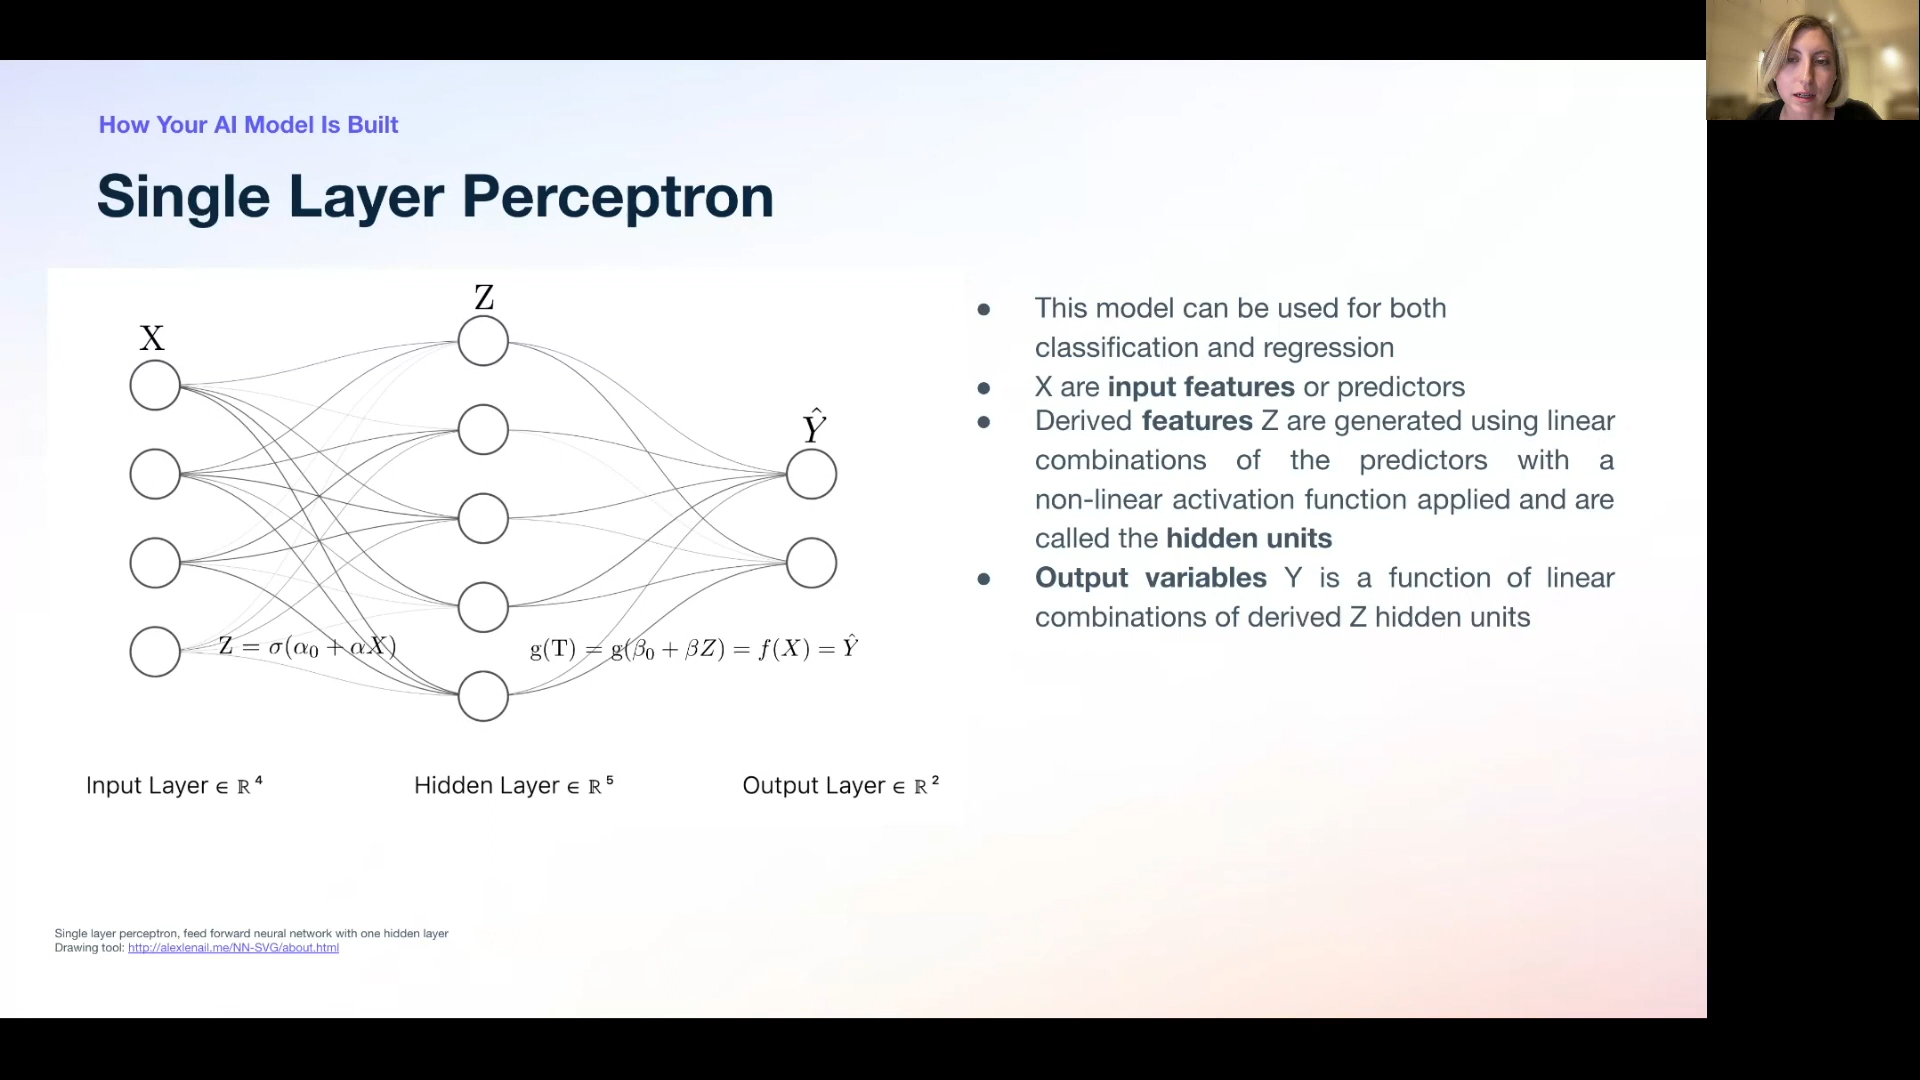 How Your AI Model Is Built
Single Layer Perceptron
X
Z
Ŷ
Z = σ(α₀ + αX)
g(T) = g(β₀ + βZ) = f(X) = Ŷ
Input Layer ∈ ℝ⁴
Hidden Layer ∈ ℝ⁵
Output Layer ∈ ℝ²
● This model can be used for both
classification and regression
● X are input features or predictors
● Derived features Z are generated using linear
combinations of the predictors with a
non-linear activation function applied and are
called the hidden units
● Output variables Y is a function of linear
combinations of derived Z hidden units
Single layer perceptron, feed forward neural network with one hidden layer
Drawing tool: http://alexlenail.me/NN-SVG/about.html